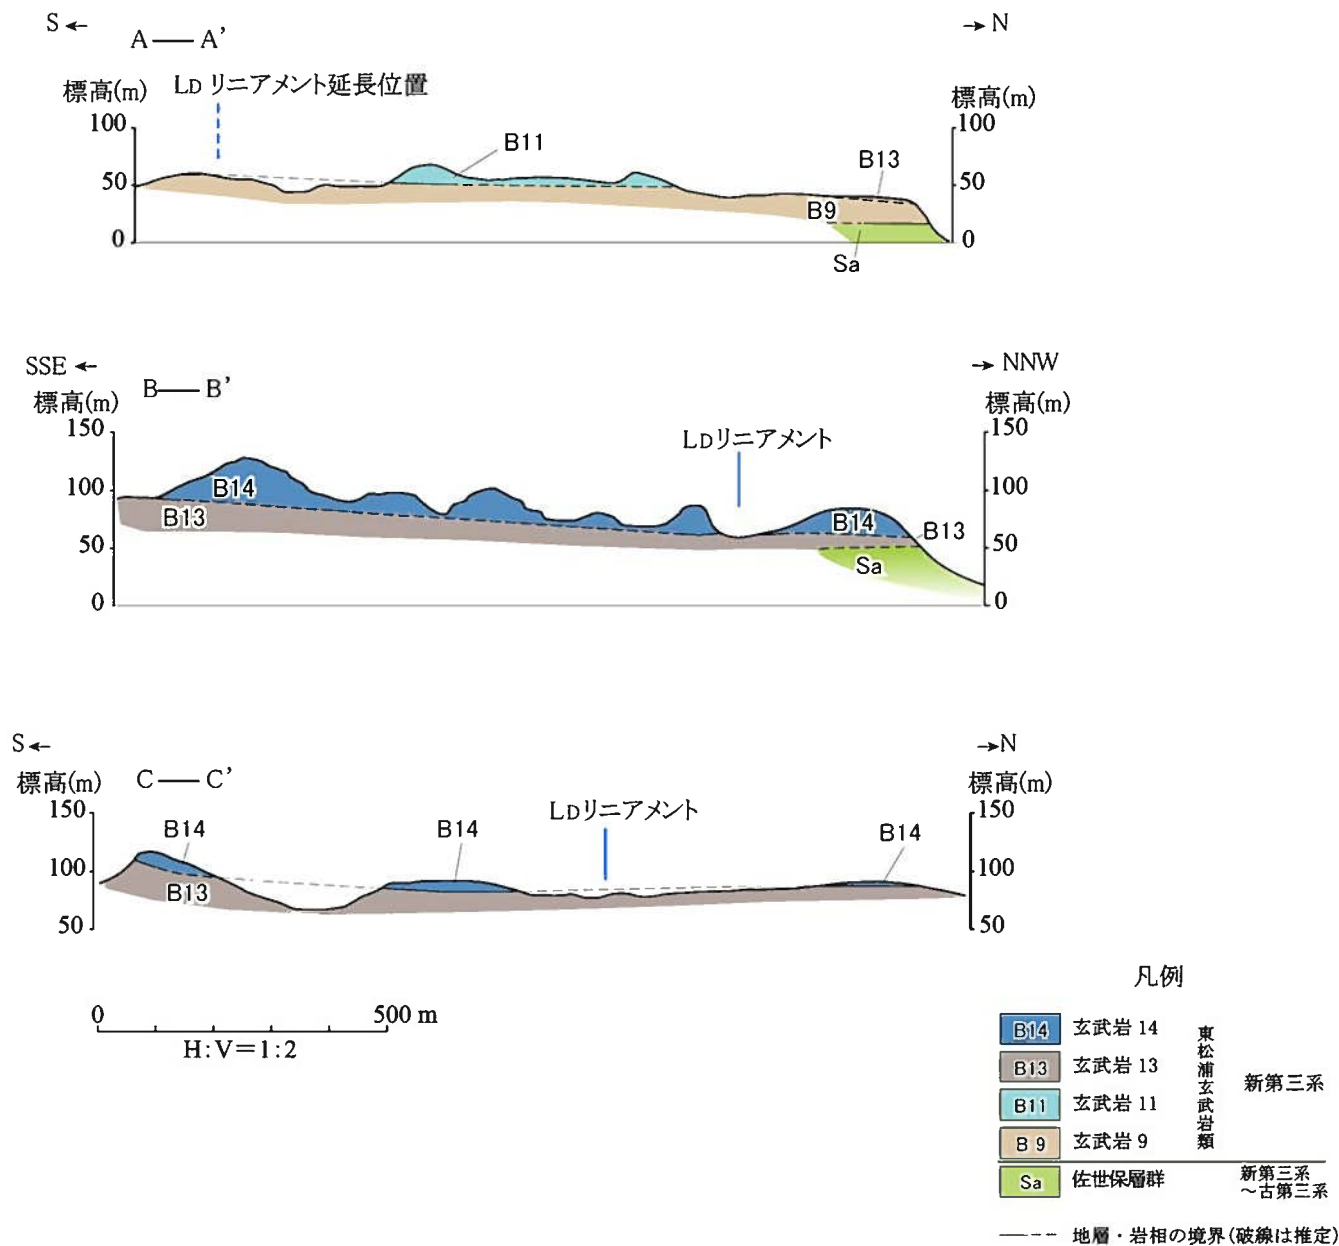 S ← → N
A — A'
標高(m) LD リニアメント延長位置 標高(m)
100 100
B11
B13
50 50
B9
0 0
Sa
SSE ← → NNW
B — B'
標高(m) 標高(m)
150 150
LDリニアメント
100 100
B14
B13
B14
B13
50 50
Sa
0 0
S ← → N
C — C'
標高(m) 標高(m)
LDリニアメント
150 150
B14
B14
B14
100 100
B13
50 50
0 500 m
H:V=1:2
凡例
B14 玄武岩 14
B13 玄武岩 13
B11 玄武岩 11
B 9 玄武岩 9
東松浦玄武岩類
新第三系
Sa 佐世保層群
新第三系
～古第三系
地層・岩相の境界(破線は推定)